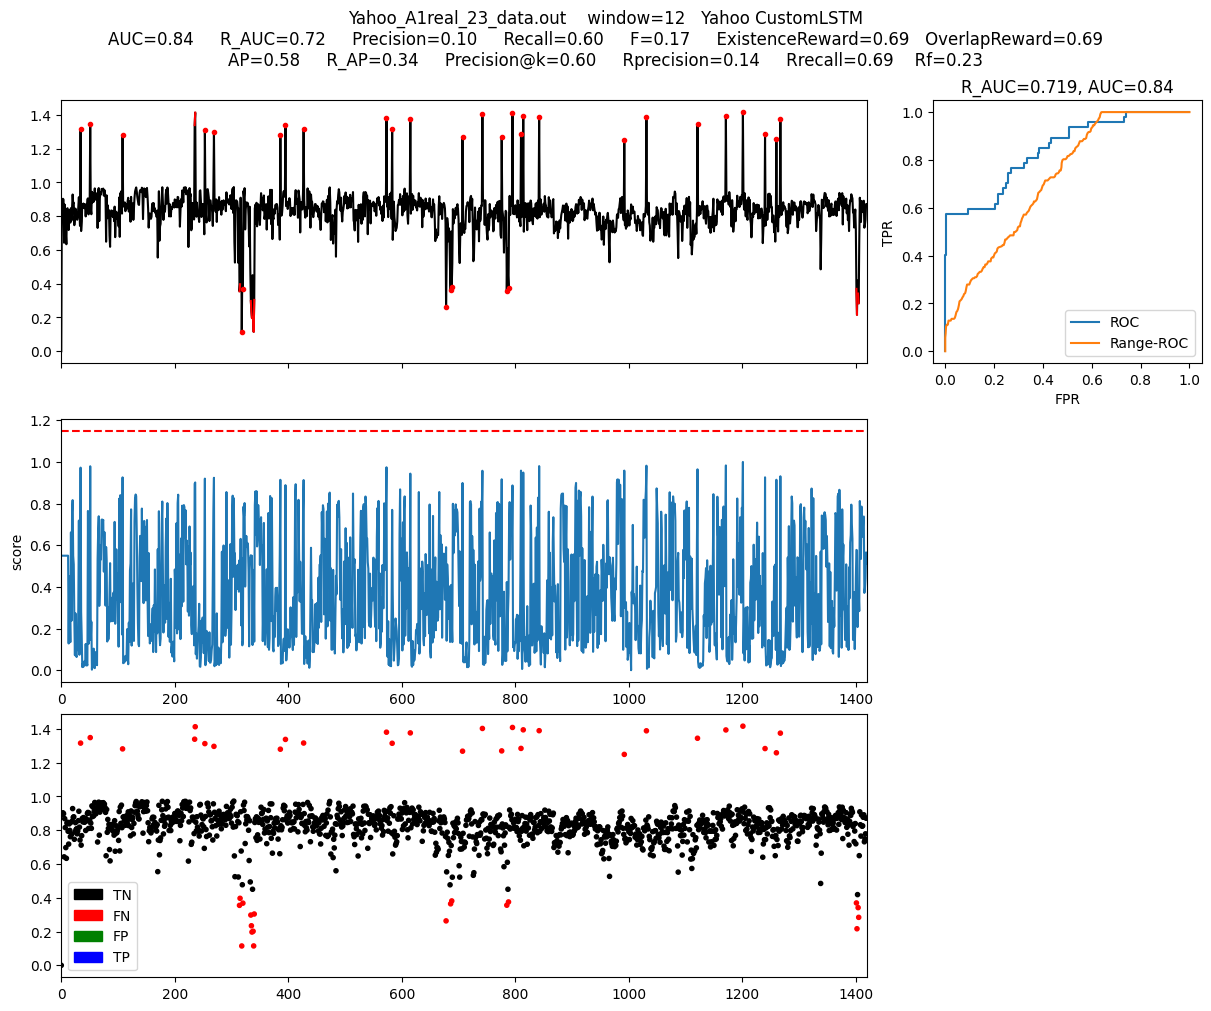 Yahoo_A1real_23_data.out    window=12   Yahoo CustomLSTM
AUC=0.84     R_AUC=0.72     Precision=0.10     Recall=0.60     F=0.17     ExistenceReward=0.69   OverlapReward=0.69
AP=0.58     R_AP=0.34     Precision@k=0.60     Rprecision=0.14     Rrecall=0.69    Rf=0.23
R_AUC=0.719, AUC=0.84
1.4
1.2
1.0
0.8
0.6
0.4
0.2
0.0
TPR
1.0
0.8
0.6
0.4
0.2
0.0
ROC
Range-ROC
0.0 0.2 0.4 0.6 0.8 1.0
FPR
score
1.2
1.0
0.8
0.6
0.4
0.2
0.0
0 200 400 600 800 1000 1200 1400
1.4
1.2
1.0
0.8
0.6
0.4
0.2
0.0
TN
FN
FP
TP
0 200 400 600 800 1000 1200 1400